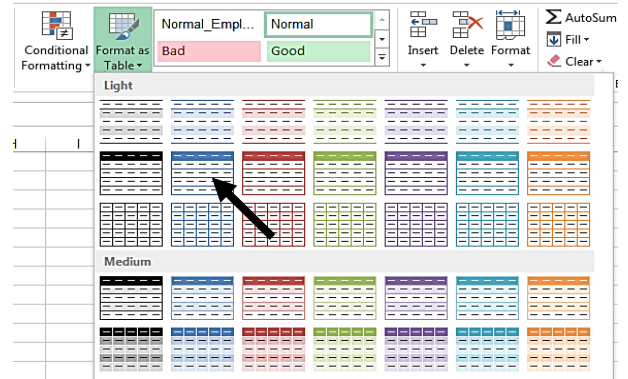 Conditional
Formatting
Format as
Table
Normal_Empl...
Normal
Bad
Good
Insert
Delete
Format
AutoSum
Fill
Clear
Light
H
I
Medium